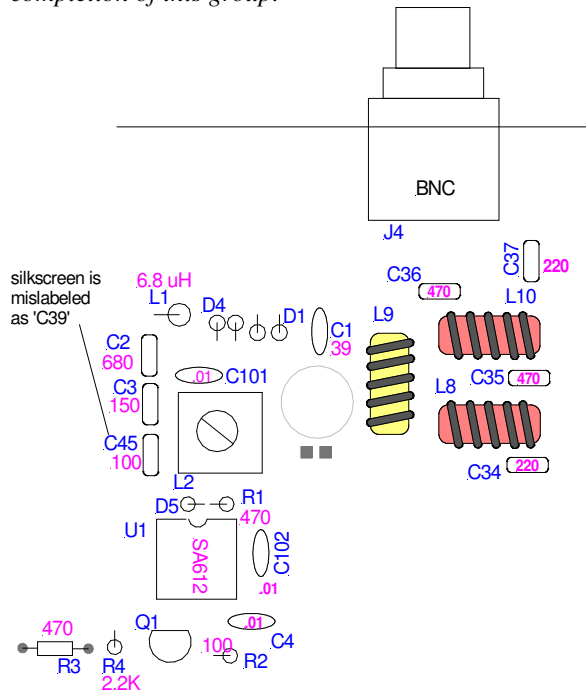 completion of this group.
BNC
J4
C37
220
C36
470
6.8 uH
L1
silkscreen is
mislabeled
as 'C39'
D4
D1
C1
39
L9
L10
C2
680
.01
C101
C35
470
C3
150
L8
C45
100
C34
220
L2
D5
R1
470
U1
SA612
C102
.01
Q1
.01
C4
100
R2
470
R3
R4
2.2K